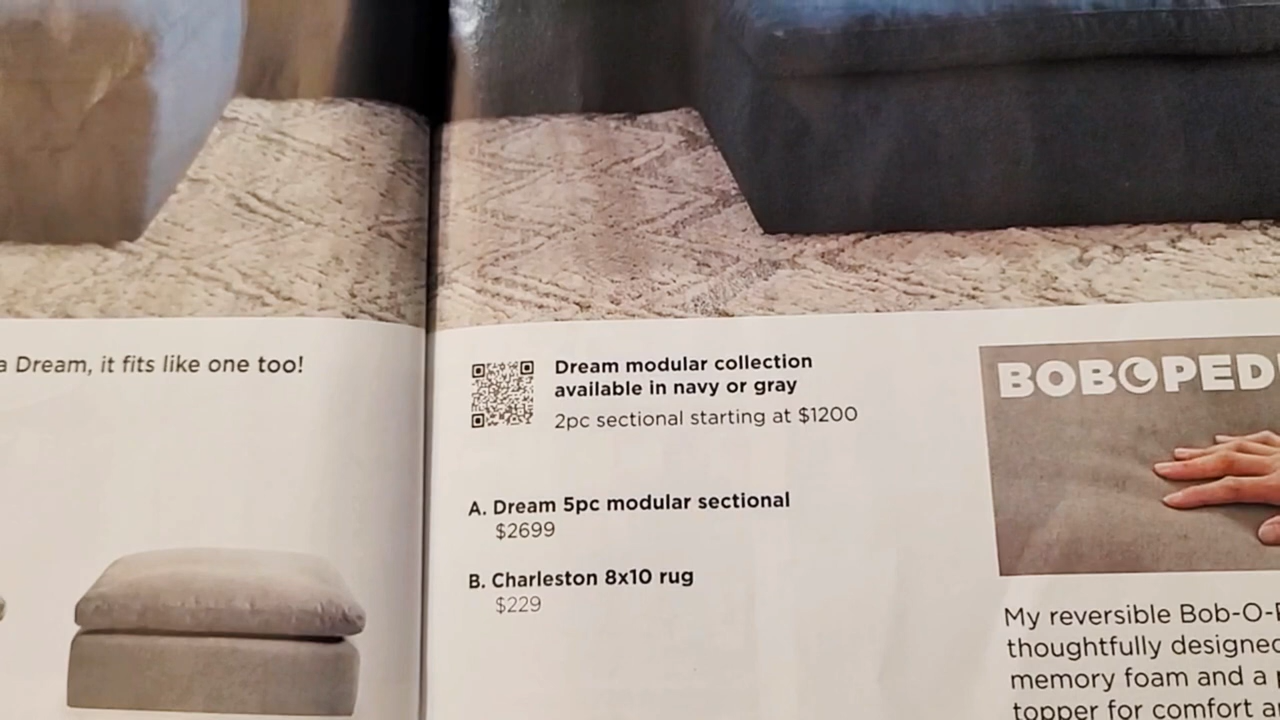 a Dream, it fits like one too!
Dream modular collection
available in navy or gray
2pc sectional starting at $1200
A. Dream 5pc modular sectional
$2699
B. Charleston 8x10 rug
$229
BOBOPED
My reversible Bob-O-
thoughtfully designed
memory foam and a
topper for comfort